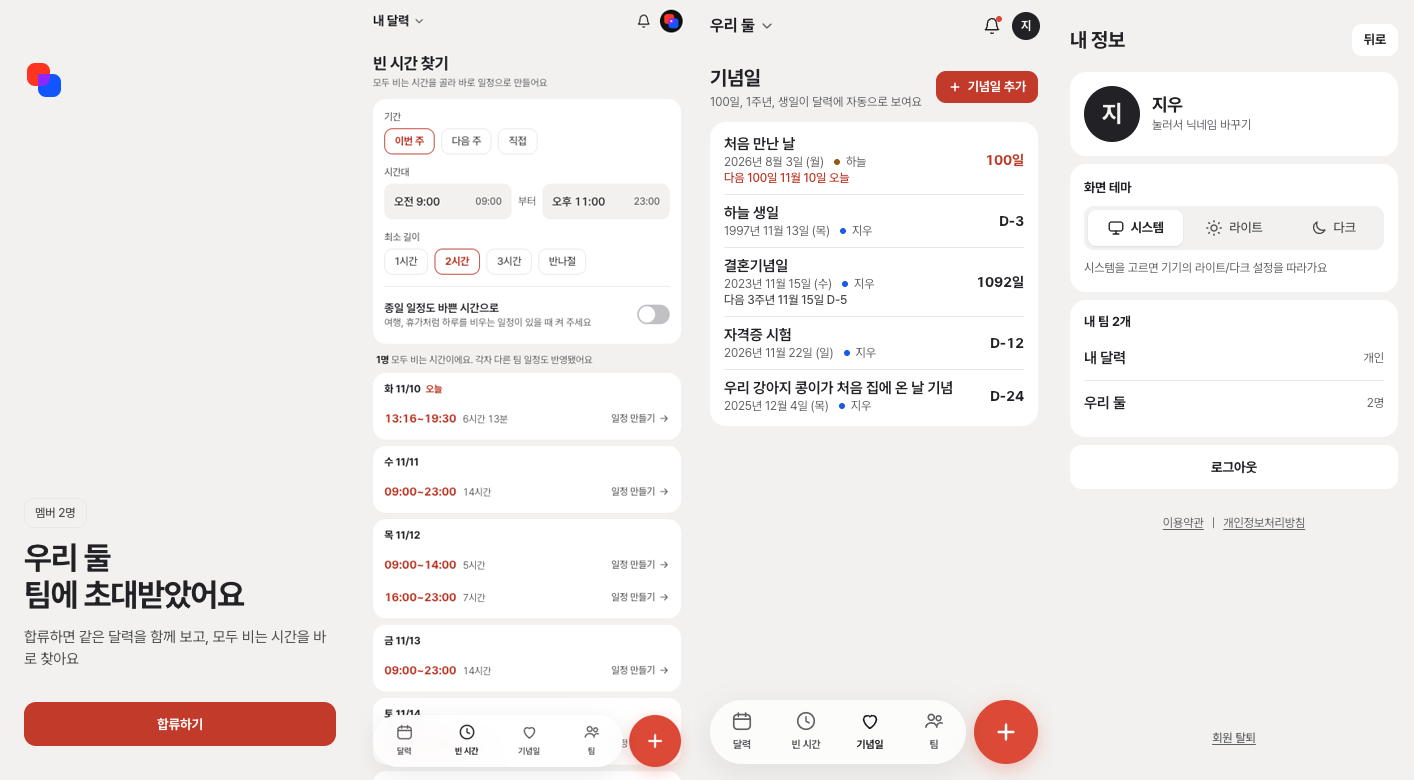 멤버 2명
우리 둘
팀에 초대받았어요
합류하면 같은 달력을 함께 보고, 모두 비는 시간을 바
로 찾아요
합류하기
내 달력
빈 시간 찾기
모두 비는 시간을 골라 바로 일정으로 만들어요
기간
이번 주 다음 주 직접
시간대
오전 9:00 09:00 부터 오후 11:00 23:00
최소 길이
1시간 2시간 3시간 반나절
종일 일정도 바쁜 시간으로
여행, 휴가처럼 하루를 비우는 일정이 있을 때 켜 주세요
1명 모두 비는 시간이에요. 각자 다른 팀 일정도 반영됐어요
화 11/10 오늘
13:16~19:30 6시간 13분 일정 만들기 →
수 11/11
09:00~23:00 14시간 일정 만들기 →
목 11/12
09:00~14:00 5시간 일정 만들기 →
16:00~23:00 7시간 일정 만들기 →
금 11/13
09:00~23:00 14시간 일정 만들기 →
토 11/14
달력 빈 시간 기념일 팀
우리 둘
지
기념일
100일, 1주년, 생일이 달력에 자동으로 보여요
+ 기념일 추가
처음 만난 날
2026년 8월 3일 (월) 하늘
다음 100일 11월 10일 오늘
100일
하늘 생일
1997년 11월 13일 (목) 지우
D-3
결혼기념일
2023년 11월 15일 (수) 지우
다음 3주년 11월 15일 D-5
1092일
자격증 시험
2026년 11월 22일 (일) 지우
D-12
우리 강아지 콩이가 처음 집에 온 날 기념
2025년 12월 4일 (목) 지우
D-24
달력 빈 시간 기념일 팀
내 정보
뒤로
지
지우
눌러서 닉네임 바꾸기
화면 테마
시스템 라이트 다크
시스템을 고르면 기기의 라이트/다크 설정을 따라가요
내 팀 2개
내 달력 개인
우리 둘 2명
로그아웃
이용약관 | 개인정보처리방침
회원 탈퇴